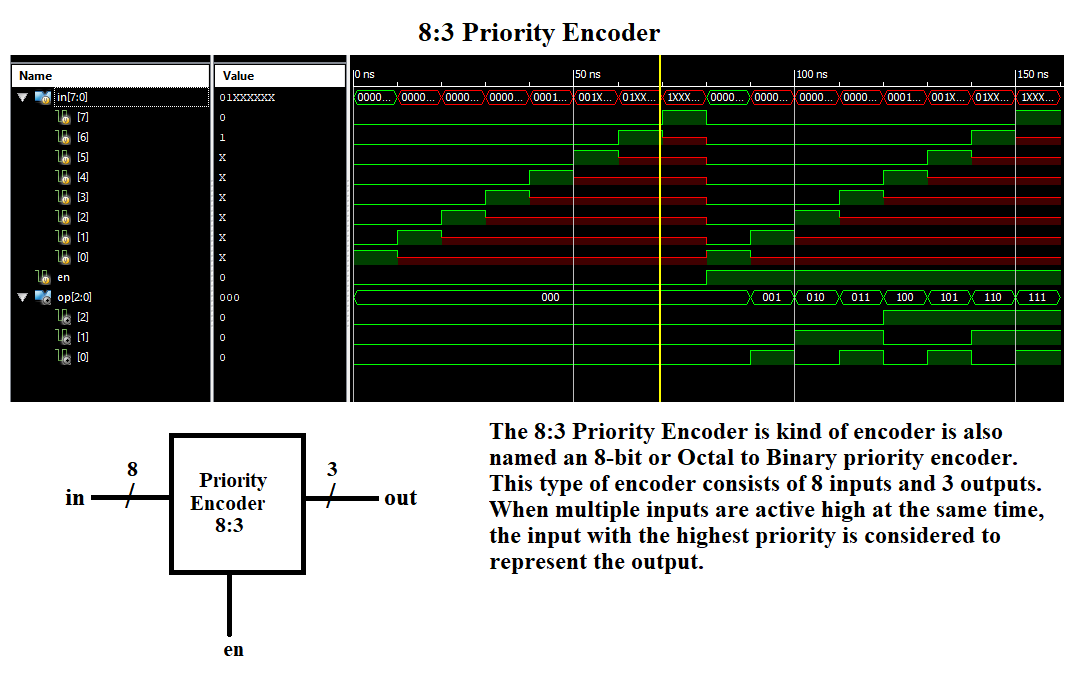 8:3 Priority Encoder
Name Value
0 ns 50 ns 100 ns 150 ns
in[7:0] 01XXXXXX 0000... 0000... 0000... 0000... 0001... 001X... 01XX... 1XXX... 0000... 0000... 0000... 0000... 0001... 001X... 01XX... 1XXX...
[7] 0
[6] 1
[5] X
[4] X
[3] X
[2] X
[1] X
[0] X
en 0
op[2:0] 000 000 001 010 011 100 101 110 111
[2] 0
[1] 0
[0] 0
8 3
in Priority Encoder 8:3 out
en
The 8:3 Priority Encoder is kind of encoder is also
named an 8-bit or Octal to Binary priority encoder.
This type of encoder consists of 8 inputs and 3 outputs.
When multiple inputs are active high at the same time,
the input with the highest priority is considered to
represent the output.